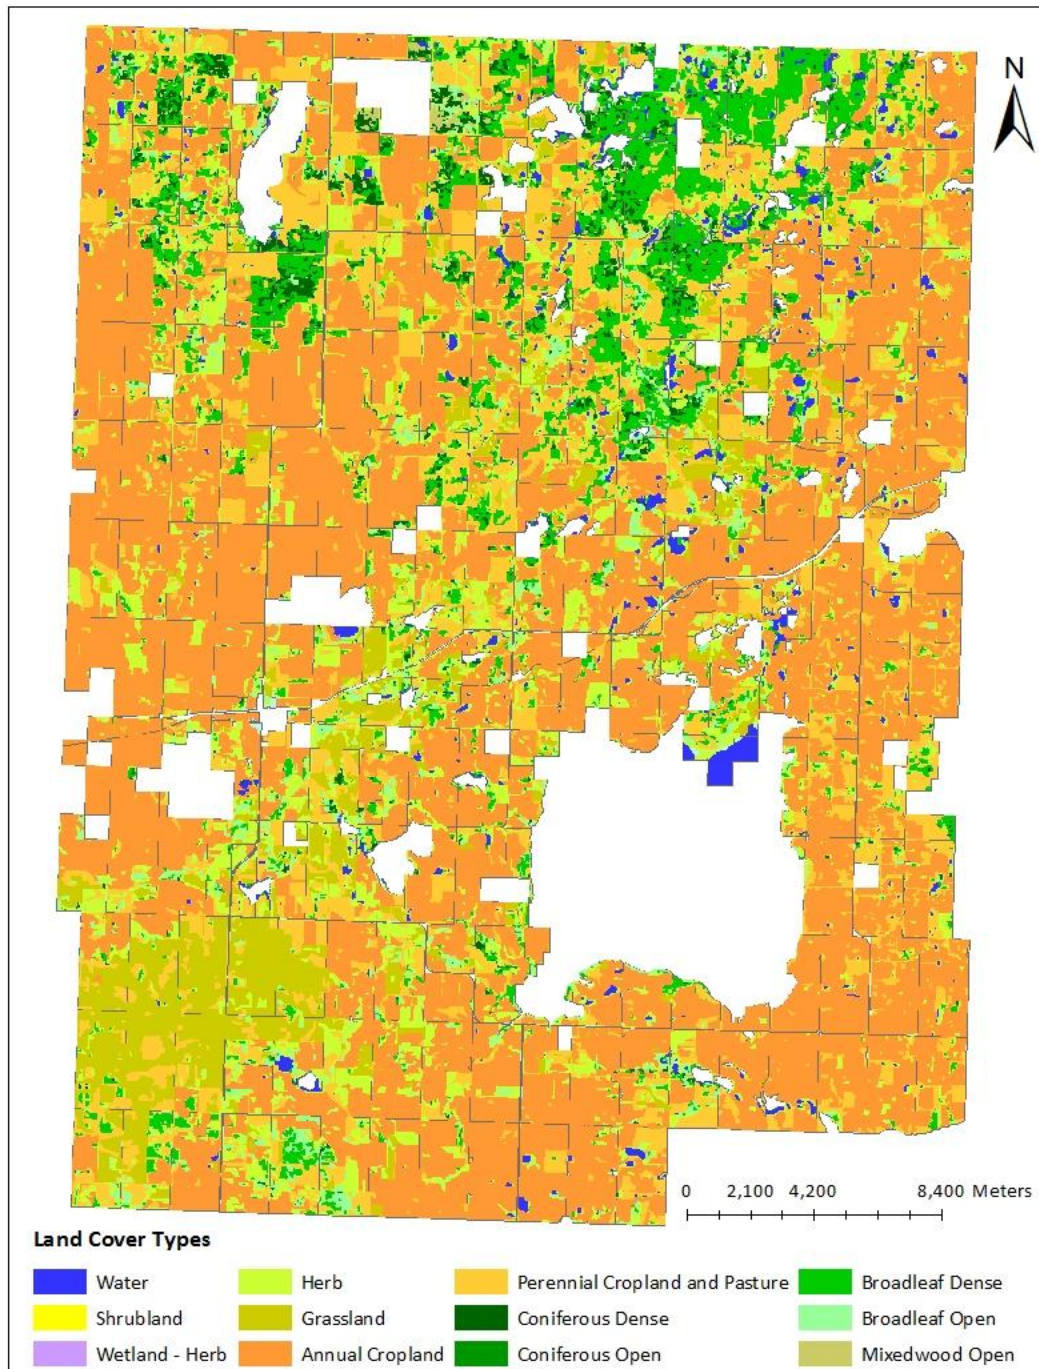 N
0 2,100 4,200 8,400 Meters
Land Cover Types
Water Herb Perennial Cropland and Pasture Broadleaf Dense
Shrubland Grassland Coniferous Dense Broadleaf Open
Wetland - Herb Annual Cropland Coniferous Open Mixedwood Open